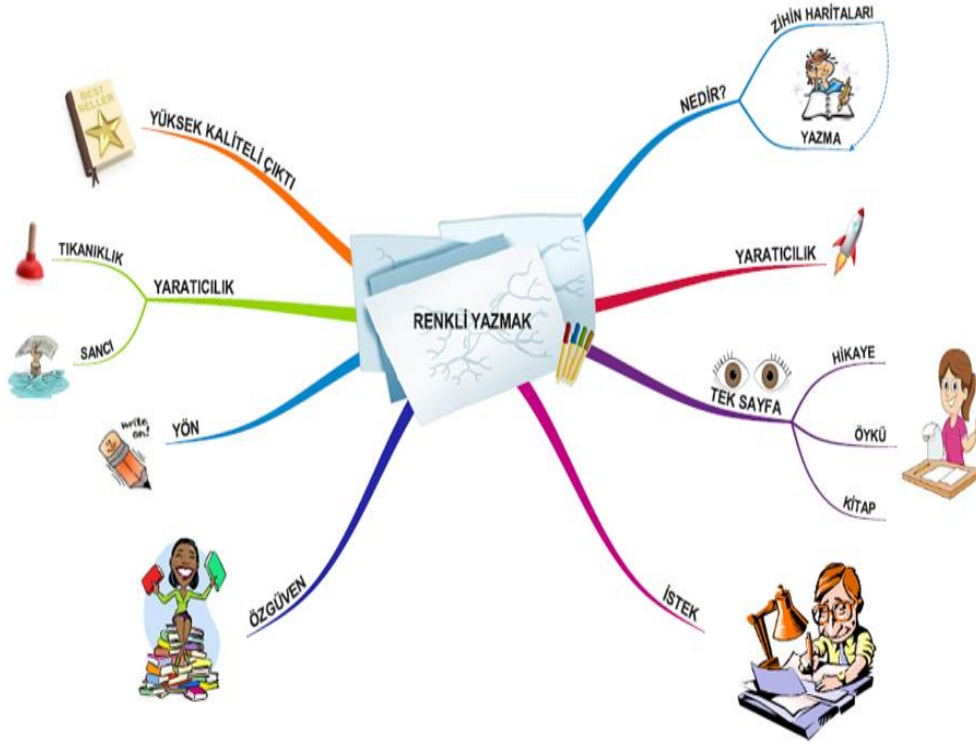 RENKLİ YAZMAK
NEDİR?
ZİHİN HARİTALARI
YAZMA
YARATICILIK
TEK SAYFA
HİKAYE
ÖYKÜ
KİTAP
İSTEK
ÖZGÜVEN
YÖN
write
on!
YARATICILIK
TIKANIKLIK
SANCI
YÜKSEK KALİTELİ ÇIKTI
BEST
SELLER